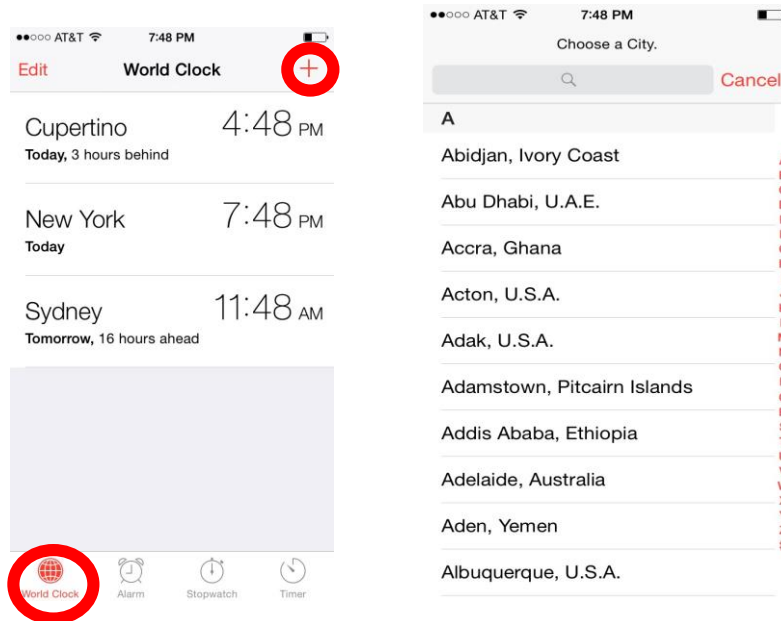 AT&T 7:48 PM
Edit World Clock +
Cupertino 4:48 PM
Today, 3 hours behind
New York 7:48 PM
Today
Sydney 11:48 AM
Tomorrow, 16 hours ahead
World Clock Alarm Stopwatch Timer
AT&T 7:48 PM
Choose a City.
Cancel
A
Abidjan, Ivory Coast
Abu Dhabi, U.A.E.
Accra, Ghana
Acton, U.S.A.
Adak, U.S.A.
Adamstown, Pitcairn Islands
Addis Ababa, Ethiopia
Adelaide, Australia
Aden, Yemen
Albuquerque, U.S.A.